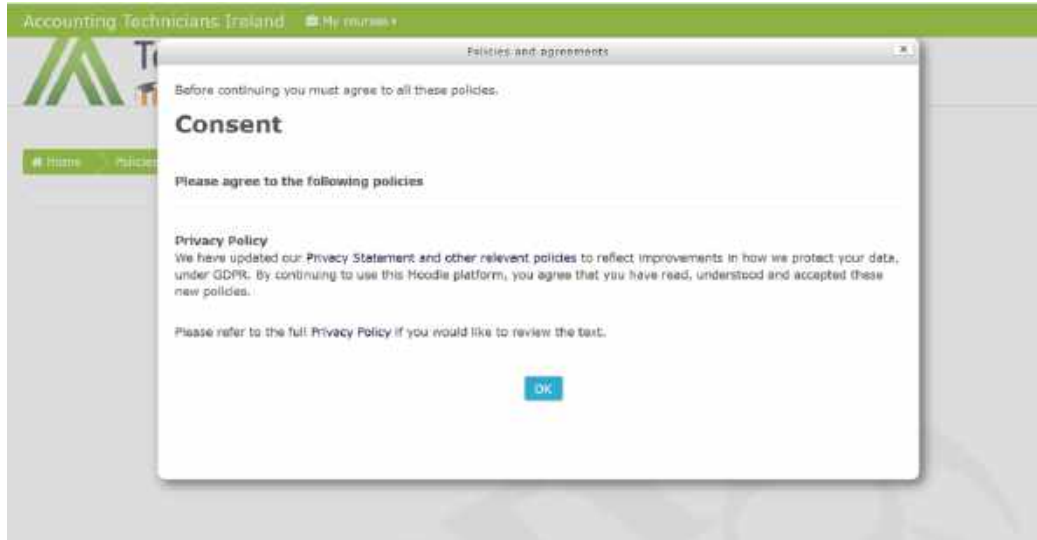 Accounting Technicians Ireland My courses
Policies and agreements
x
Before continuing you must agree to all these policies.
Consent
Home
Please agree to the following policies
Privacy Policy
We have updated our Privacy Statement and other relevant policies to reflect improvements in how we protect your data,
under GDPR. By continuing to use this Moodle platform, you agree that you have read, understood and accepted these
new policies.
Please refer to the full Privacy Policy if you would like to review the text.
OK